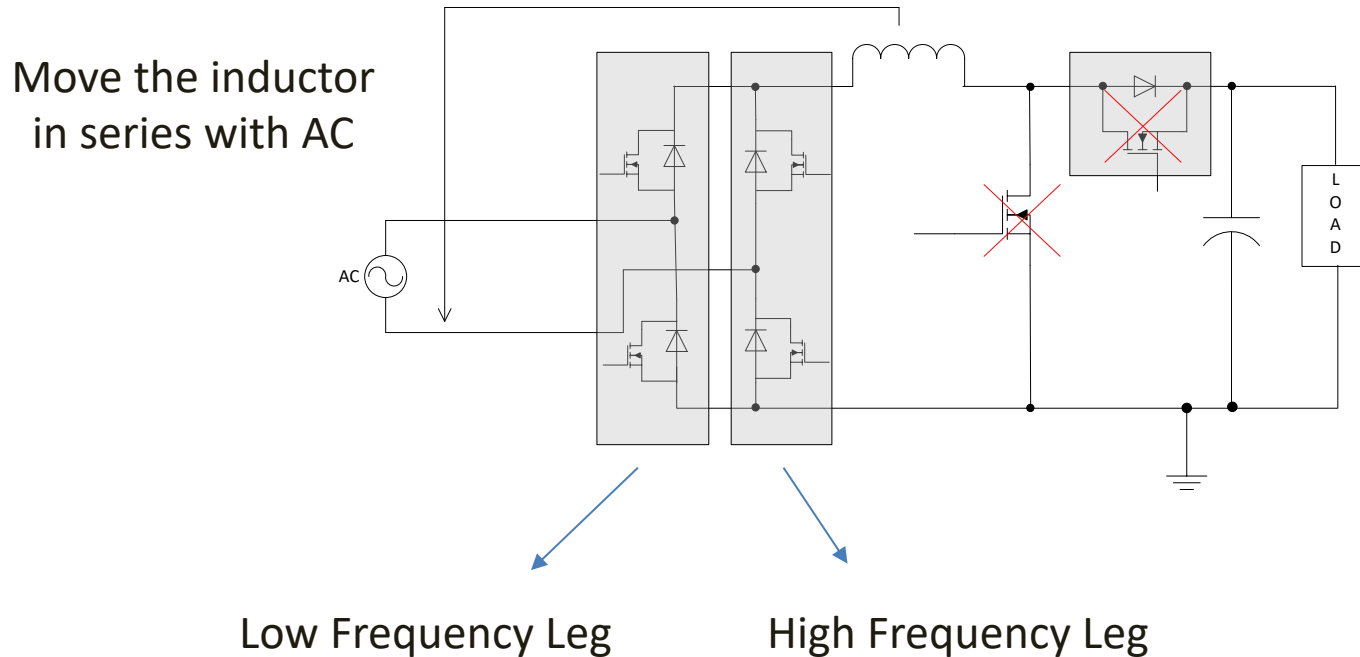 Move the inductor
in series with AC
AC
L
O
A
D
Low Frequency Leg
High Frequency Leg